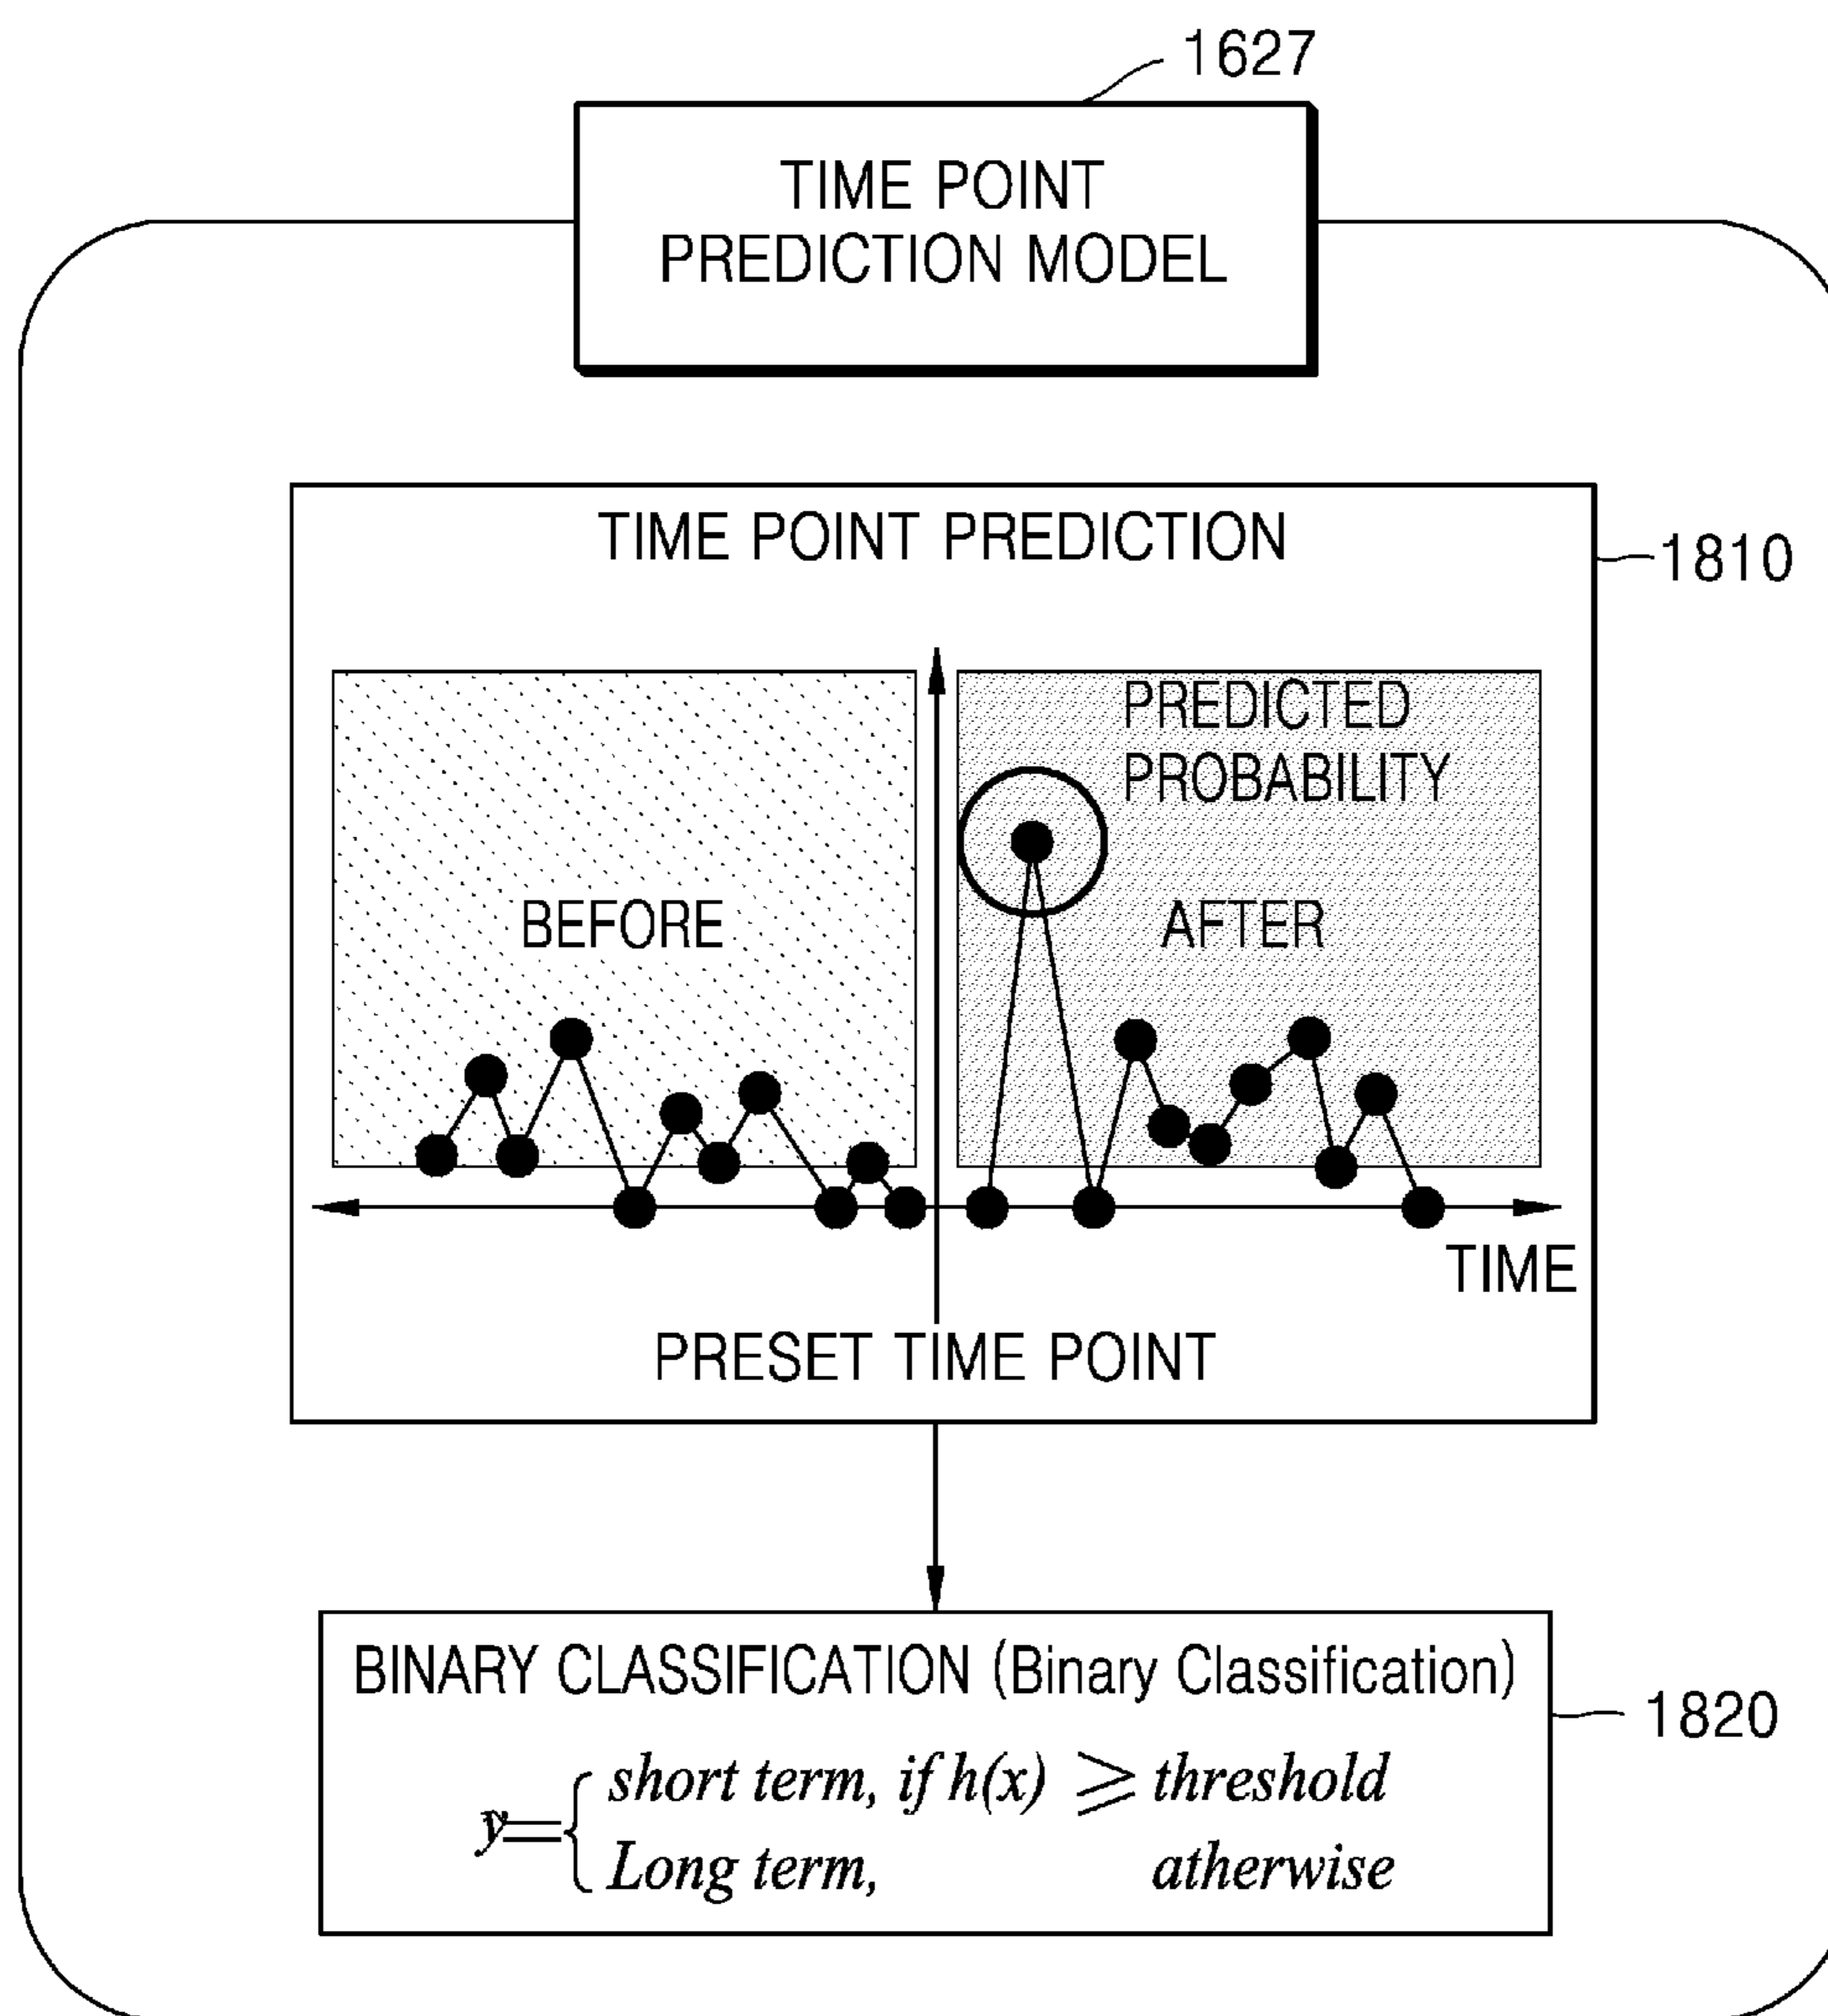 1627
TIME POINT
PREDICTION MODEL
TIME POINT PREDICTION
1810
PREDICTED
PROBABILITY
BEFORE
AFTER
TIME
PRESET TIME POINT
BINARY CLASSIFICATION (Binary Classification)
1820
y= { short term, if h(x) ≥ threshold
Long term, atherwise